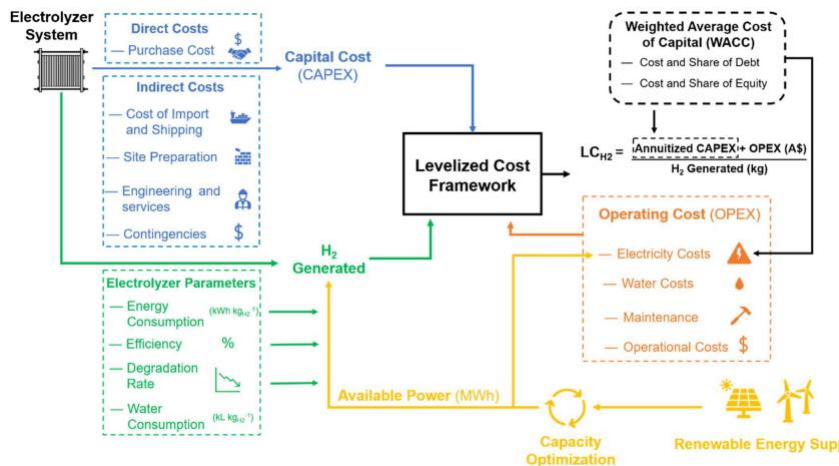 Electrolyzer
System
Direct Costs
— Purchase Cost $
Indirect Costs
— Cost of Import
and Shipping
— Site Preparation
— Engineering and
services
— Contingencies $
Capital Cost
(CAPEX)
Levelized Cost
Framework
Weighted Average Cost
of Capital (WACC)
— Cost and Share of Debt
— Cost and Share of Equity
LCH2 = Annuitized CAPEX + OPEX (A$)
H2 Generated (kg)
Operating Cost (OPEX)
— Electricity Costs
— Water Costs
— Maintenance
— Operational Costs $
H2
Generated
Electrolyzer Parameters
— Energy
Consumption (kWh kgH2-1)
— Efficiency %
— Degradation
Rate
— Water
Consumption (kL kgH2-1)
Available Power (MWh)
Capacity
Optimization
Renewable Energy Supp